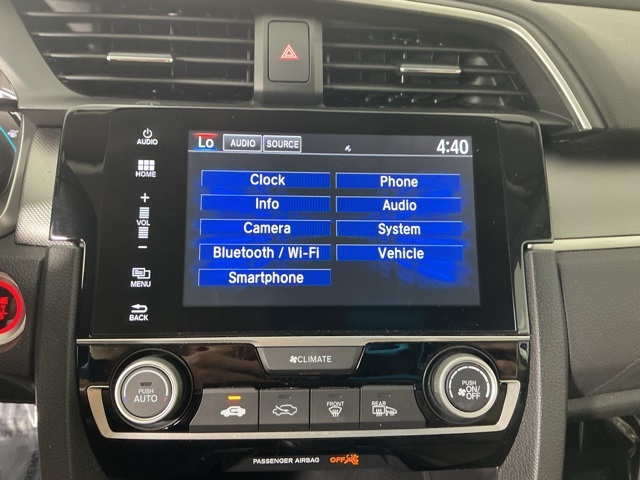 AUDIO
HOME
+
VOL
−
MENU
BACK
Lo AUDIO SOURCE 4:40
Clock Phone
Info Audio
Camera System
Bluetooth / Wi-Fi Vehicle
Smartphone
CLIMATE
PUSH AUTO
FRONT
REAR
PUSH ON/ OFF
PASSENGER AIRBAG OFF